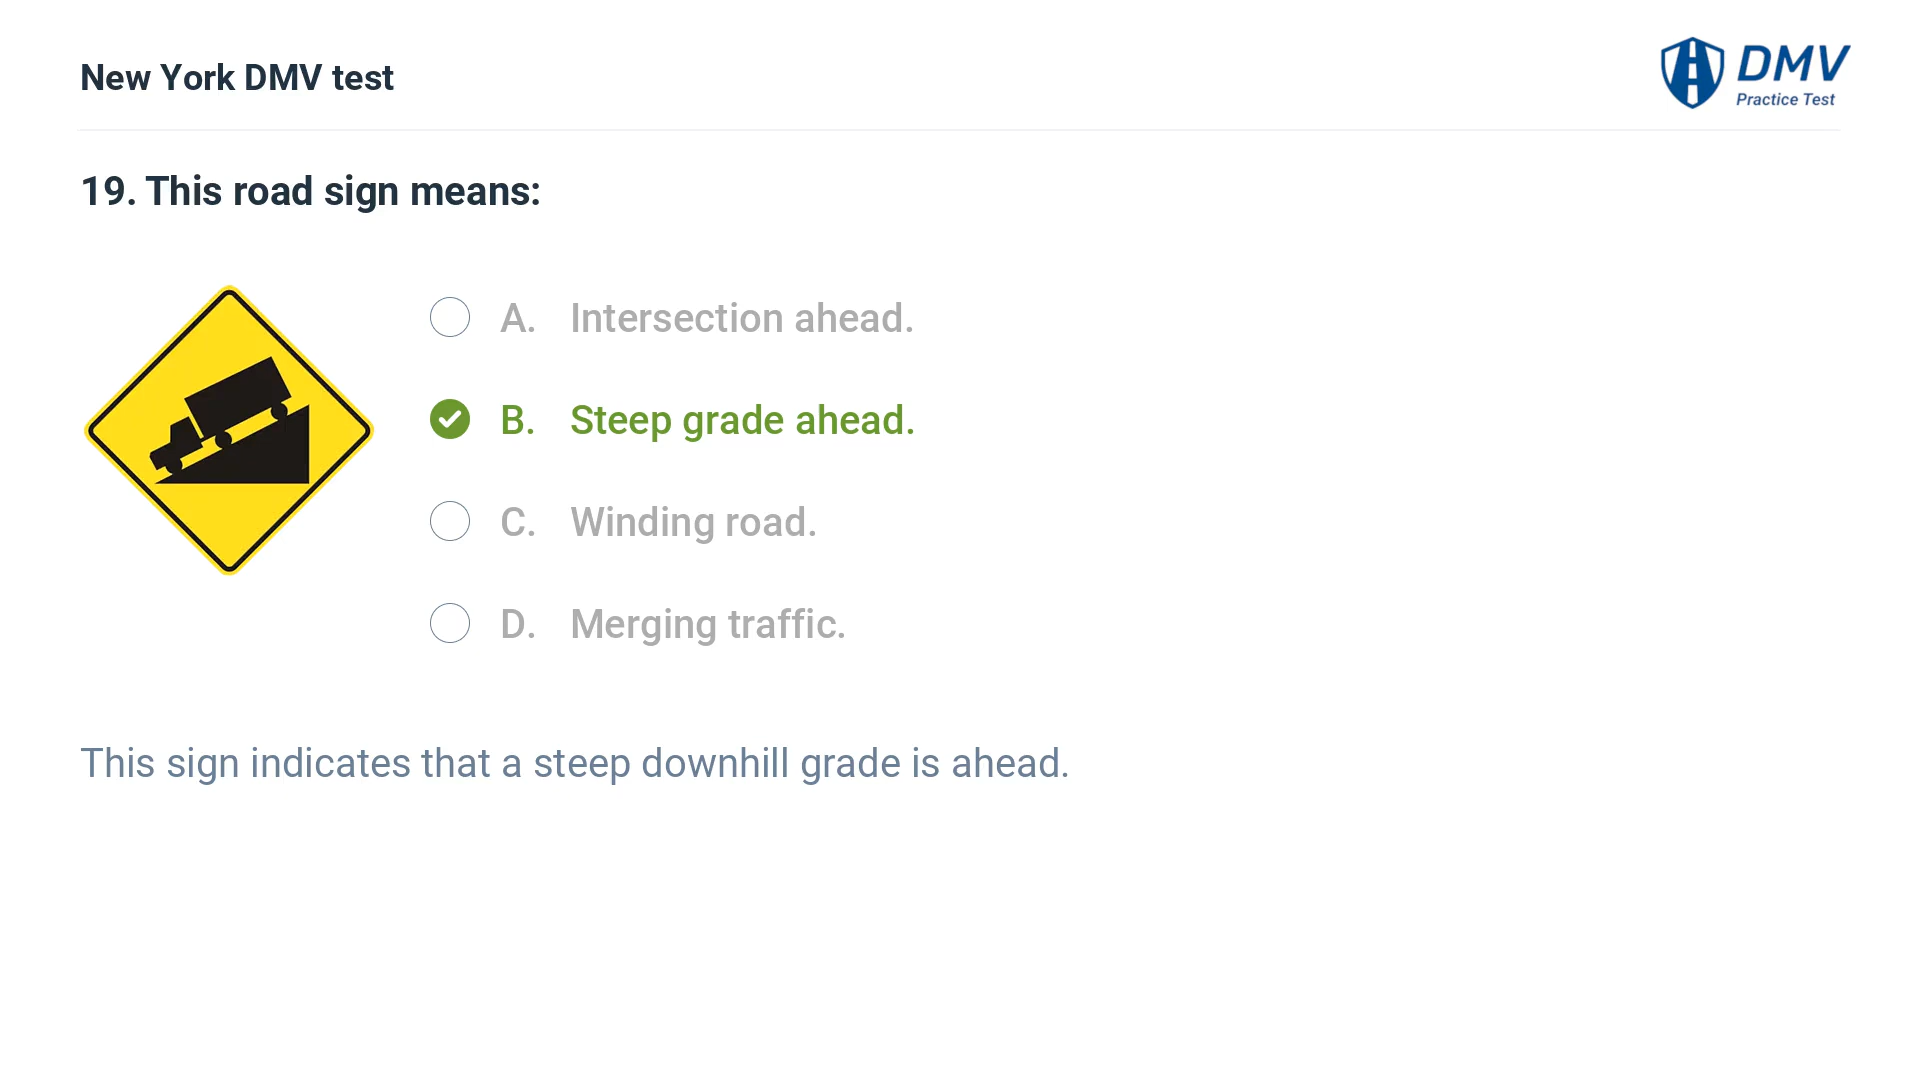 New York DMV test
DMV
Practice Test
19. This road sign means:
A. Intersection ahead.
B. Steep grade ahead.
C. Winding road.
D. Merging traffic.
This sign indicates that a steep downhill grade is ahead.